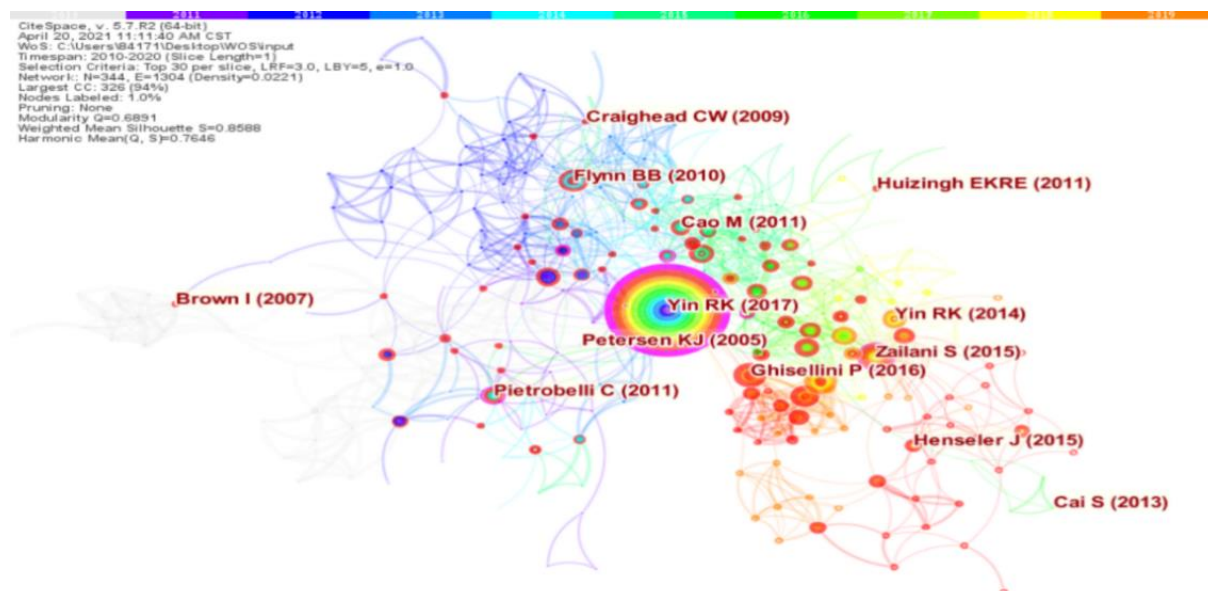 2011 2012 2013 2014 2015 2016 2017 2018 2019
CiteSpace, v. 5.7.R2 (64-bit)
April 20, 2021 11:11:40 AM CST
WoS: C:\Users\84171\Desktop\WOS\input
Timespan: 2010-2020 (Slice Length=1)
Selection Criteria: Top 30 per slice, LRF=3.0, LBY=5, e=1.0
Network: N=344, E=1304 (Density=0.0221)
Largest CC: 326 (94%)
Nodes Labeled: 1.0%
Pruning: None
Modularity Q=0.6891
Weighted Mean Silhouette S=0.8588
Harmonic Mean(Q, S)=0.7646
Craighead CW (2009)
Flynn BB (2010)
Huizingh EKRE (2011)
Cao M (2011)
Brown I (2007)
Yin RK (2017)
Yin RK (2014)
Petersen KJ (2005)
Zailani S (2015)
Ghisellini P (2016)
Pietrobelli C (2011)
Henseler J (2015)
Cai S (2013)